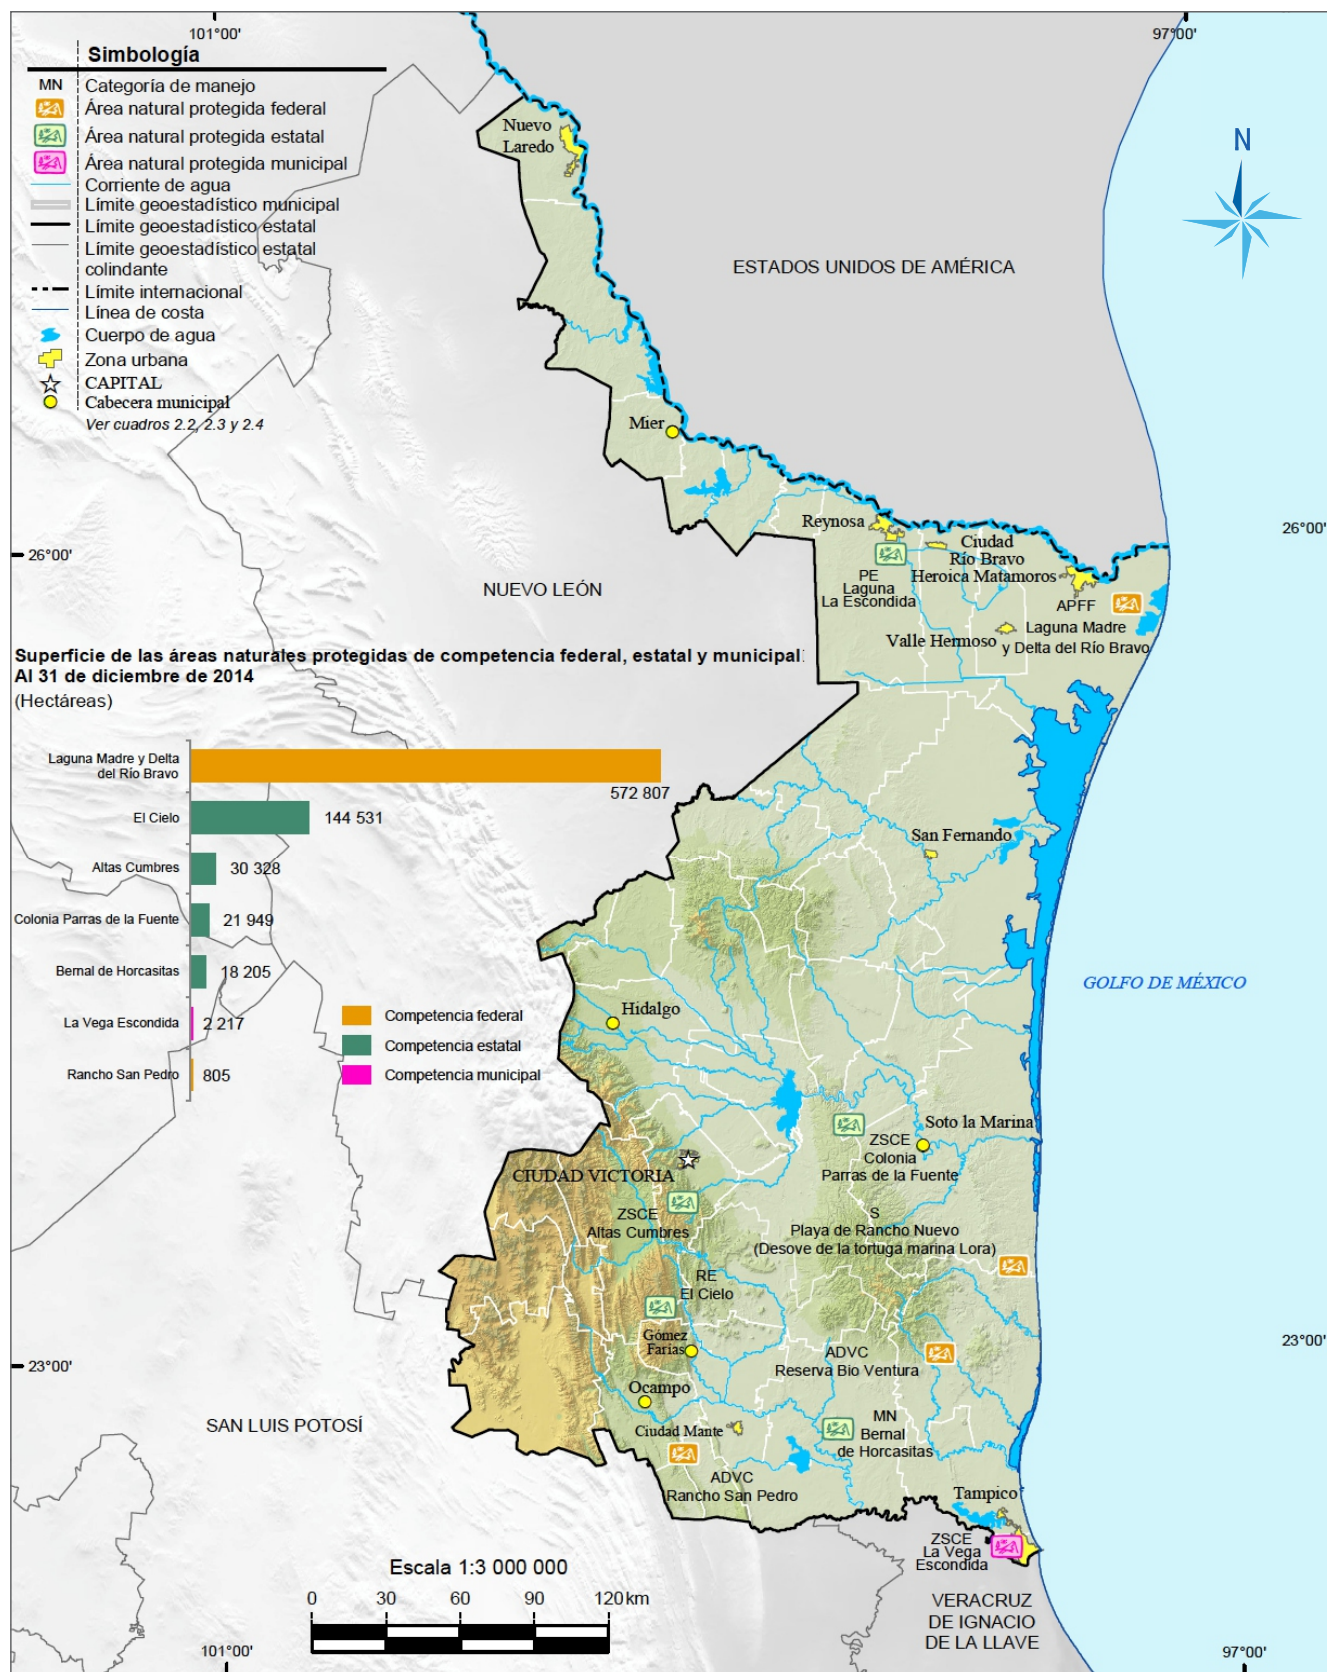 101°00'
97°00'
Simbología
MN Categoría de manejo
Área natural protegida federal
Área natural protegida estatal
Área natural protegida municipal
Corriente de agua
Límite geoestadístico municipal
Límite geoestadístico estatal
Límite geoestadístico estatal
colindante
Límite internacional
Línea de costa
Cuerpo de agua
Zona urbana
CAPITAL
Cabecera municipal
Ver cuadros 2.2, 2.3 y 2.4
N
Nuevo
Laredo
ESTADOS UNIDOS DE AMÉRICA
Mier
Reynosa
Ciudad
Río Bravo
Heroica Matamoros
26°00'
26°00'
PE
Laguna
La Escondida
APFF
Laguna Madre
y Delta del Río Bravo
Valle Hermoso
NUEVO LEÓN
Superficie de las áreas naturales protegidas de competencia federal, estatal y municipal
Al 31 de diciembre de 2014
(Hectáreas)
Laguna Madre y Delta
del Río Bravo
572 807
El Cielo
144 531
Altas Cumbres
30 328
Colonia Parras de la Fuente
21 949
Bernal de Horcasitas
18 205
La Vega Escondida
2 217
Rancho San Pedro
805
Competencia federal
Competencia estatal
Competencia municipal
San Fernando
GOLFO DE MÉXICO
Hidalgo
Soto la Marina
ZSCE
Colonia
Parras de la Fuente
CIUDAD VICTORIA
ZSCE
Altas Cumbres
S
Playa de Rancho Nuevo
(Desove de la tortuga marina Lora)
RE
El Cielo
Gómez
Farias
23°00'
23°00'
ADVC
Reserva Bio Ventura
Ocampo
SAN LUIS POTOSÍ
Ciudad Mante
MN
Bernal
de Horcasitas
ADVC
Rancho San Pedro
Tampico
ZSCE
La Vega
Escondida
Escala 1:3 000 000
0 30 60 90 120 km
VERACRUZ
DE IGNACIO
DE LA LLAVE
101°00'
97°00'